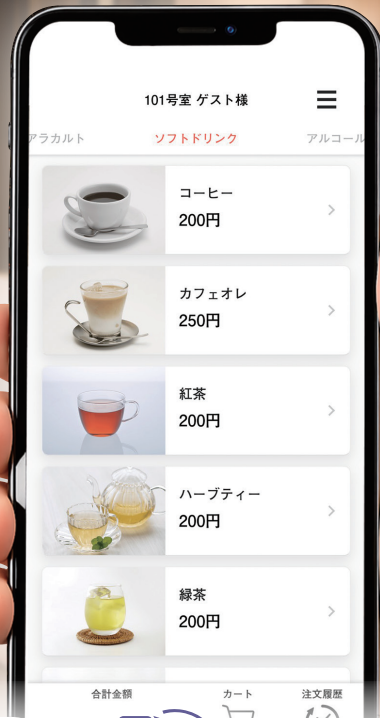 101号室 ゲスト様
アラカルト ソフトドリンク アルコール
コーヒー
200円
カフェオレ
250円
紅茶
200円
ハーブティー
200円
緑茶
200円
合計金額 カート 注文履歴